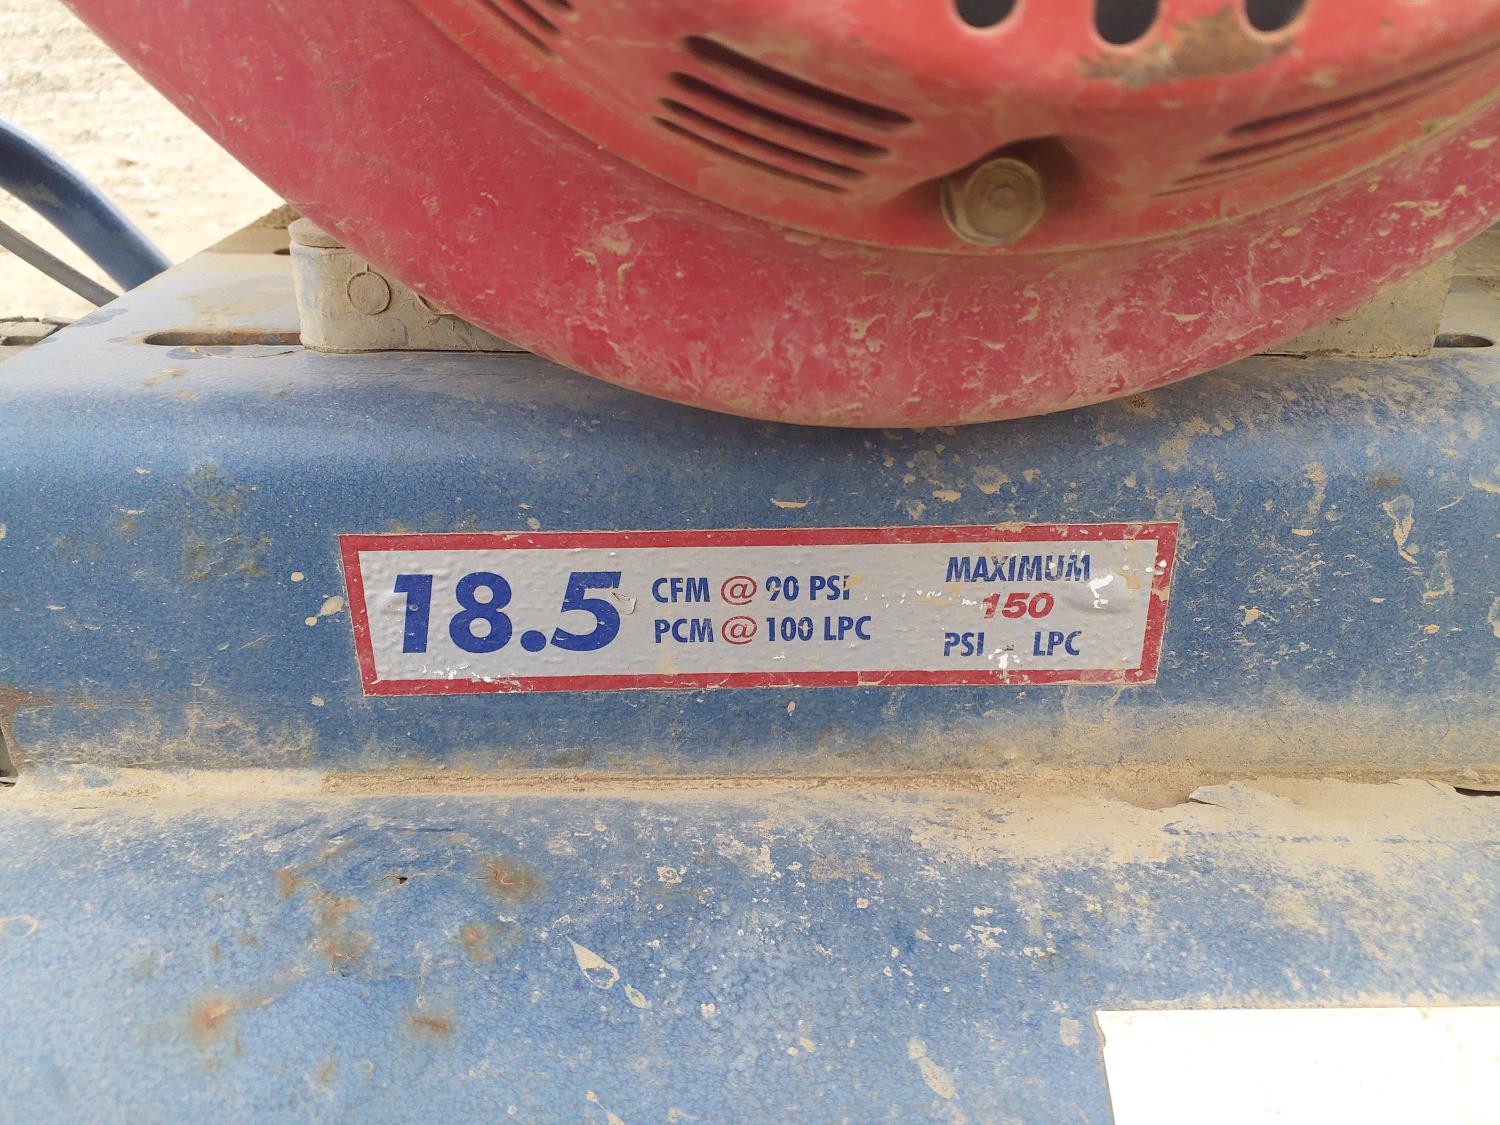 18.5
CFM @ 90 PSI
PCM @ 100 LPC
MAXIMUM
150
PSI - LPC